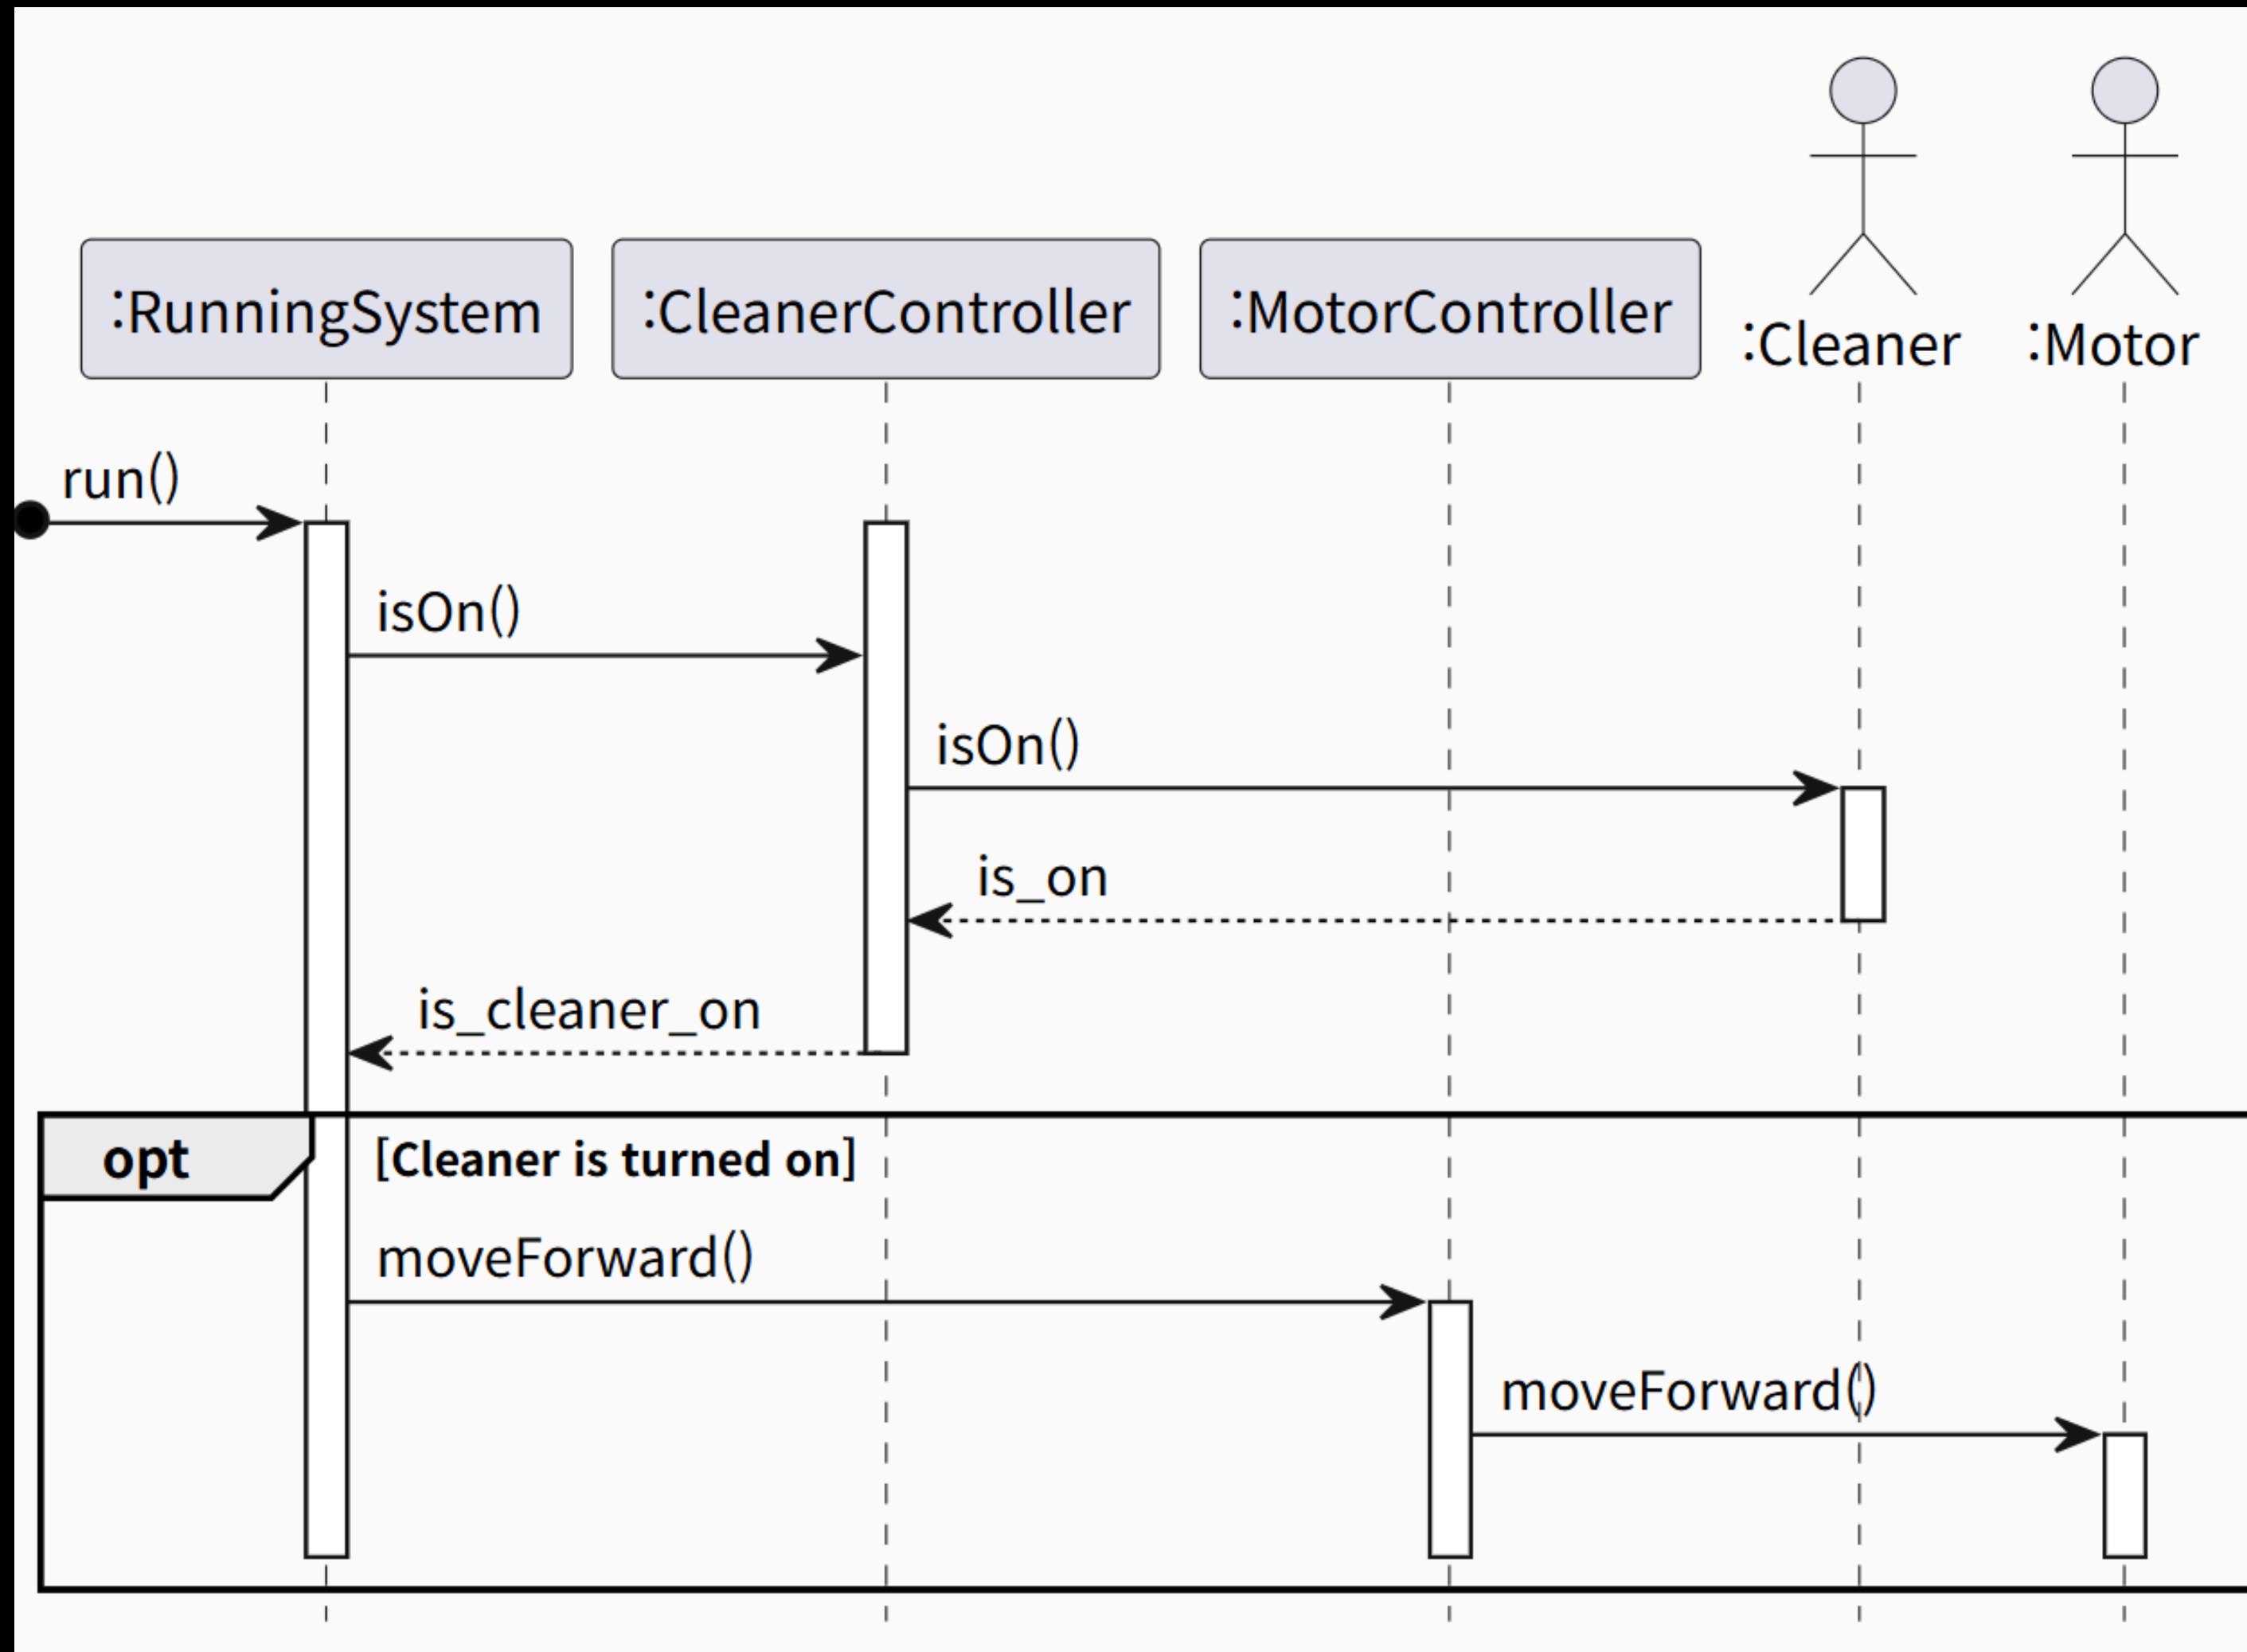 :RunningSystem
:CleanerController
:MotorController
:Cleaner
:Motor
run()
isOn()
isOn()
is_on
is_cleaner_on
opt
[Cleaner is turned on]
moveForward()
moveForward()